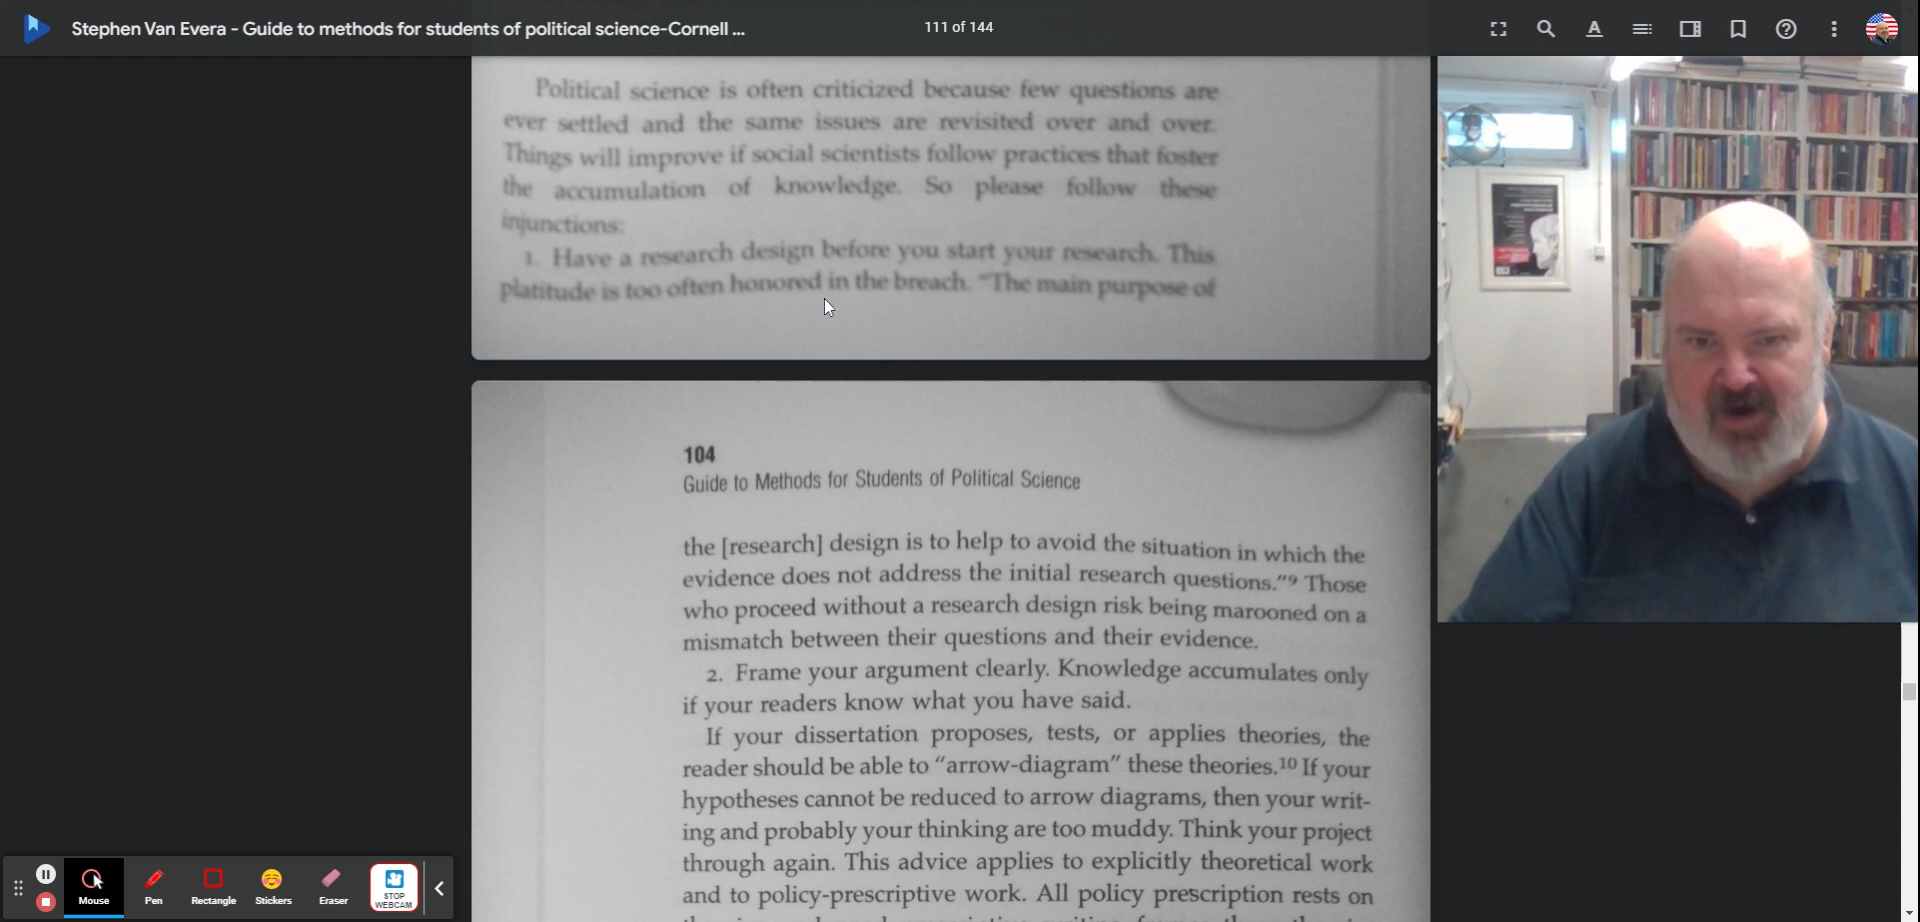 Stephen Van Evera - Guide to methods for students of political science-Cornell ...
111 of 144
Political science is often criticized because few questions are
ever settled and the same issues are revisited over and over.
Things will improve if social scientists follow practices that foster
the accumulation of knowledge. So please follow these
injunctions:
1. Have a research design before you start your research. This
platitude is too often honored in the breach. "The main purpose of
104
Guide to Methods for Students of Political Science
the [research] design is to help to avoid the situation in which the
evidence does not address the initial research questions."9 Those
who proceed without a research design risk being marooned on a
mismatch between their questions and their evidence.
2. Frame your argument clearly. Knowledge accumulates only
if your readers know what you have said.
If your dissertation proposes, tests, or applies theories, the
reader should be able to "arrow-diagram" these theories.10 If your
hypotheses cannot be reduced to arrow diagrams, then your writ-
ing and probably your thinking are too muddy. Think your project
through again. This advice applies to explicitly theoretical work
and to policy-prescriptive work. All policy prescription rests on
Mouse
Pen
Rectangle
Stickers
Eraser
STOP
WEBCAM